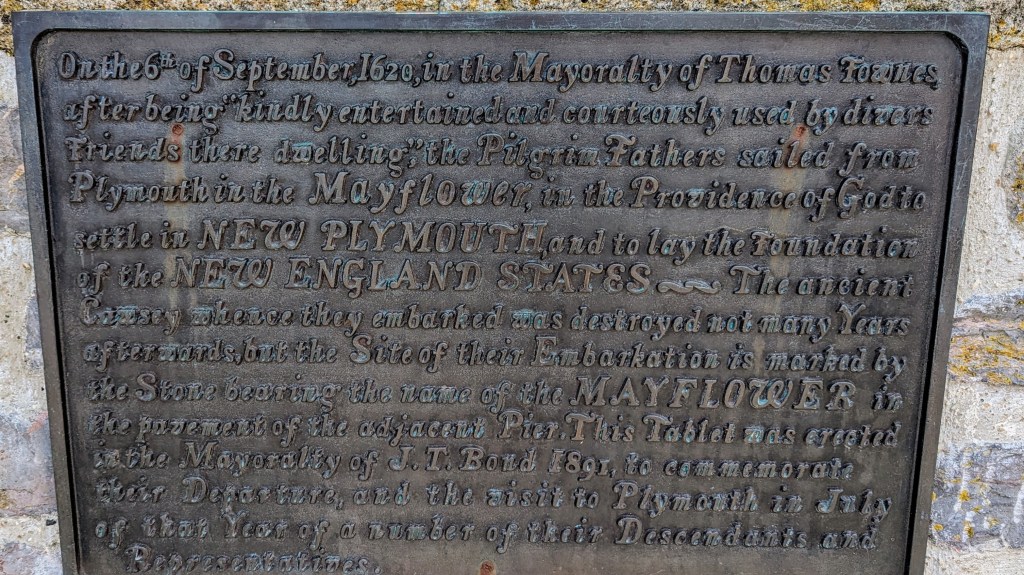 On the 6th of September, 1620, in the Mayoralty of Thomas Townes
after being "kindly entertained and courteously used by divers
Friends there dwelling", the Pilgrim Fathers sailed from
Plymouth in the Mayflower, in the Providence of God to
settle in NEW PLYMOUTH, and to lay the Foundation
of the NEW ENGLAND STATES The ancient
Cawsey whence they embarked was destroyed not many Years
afterwards, but the Site of their Embarkation is marked by
the Stone bearing the name of the MAYFLOWER in
the pavement of the adjacent Pier. This Tablet was erected
in the Mayoralty of J.T. Bond 1891, to commemorate
their Departure, and the visit to Plymouth in July
of that Year of a number of their Descendants and
Representatives.